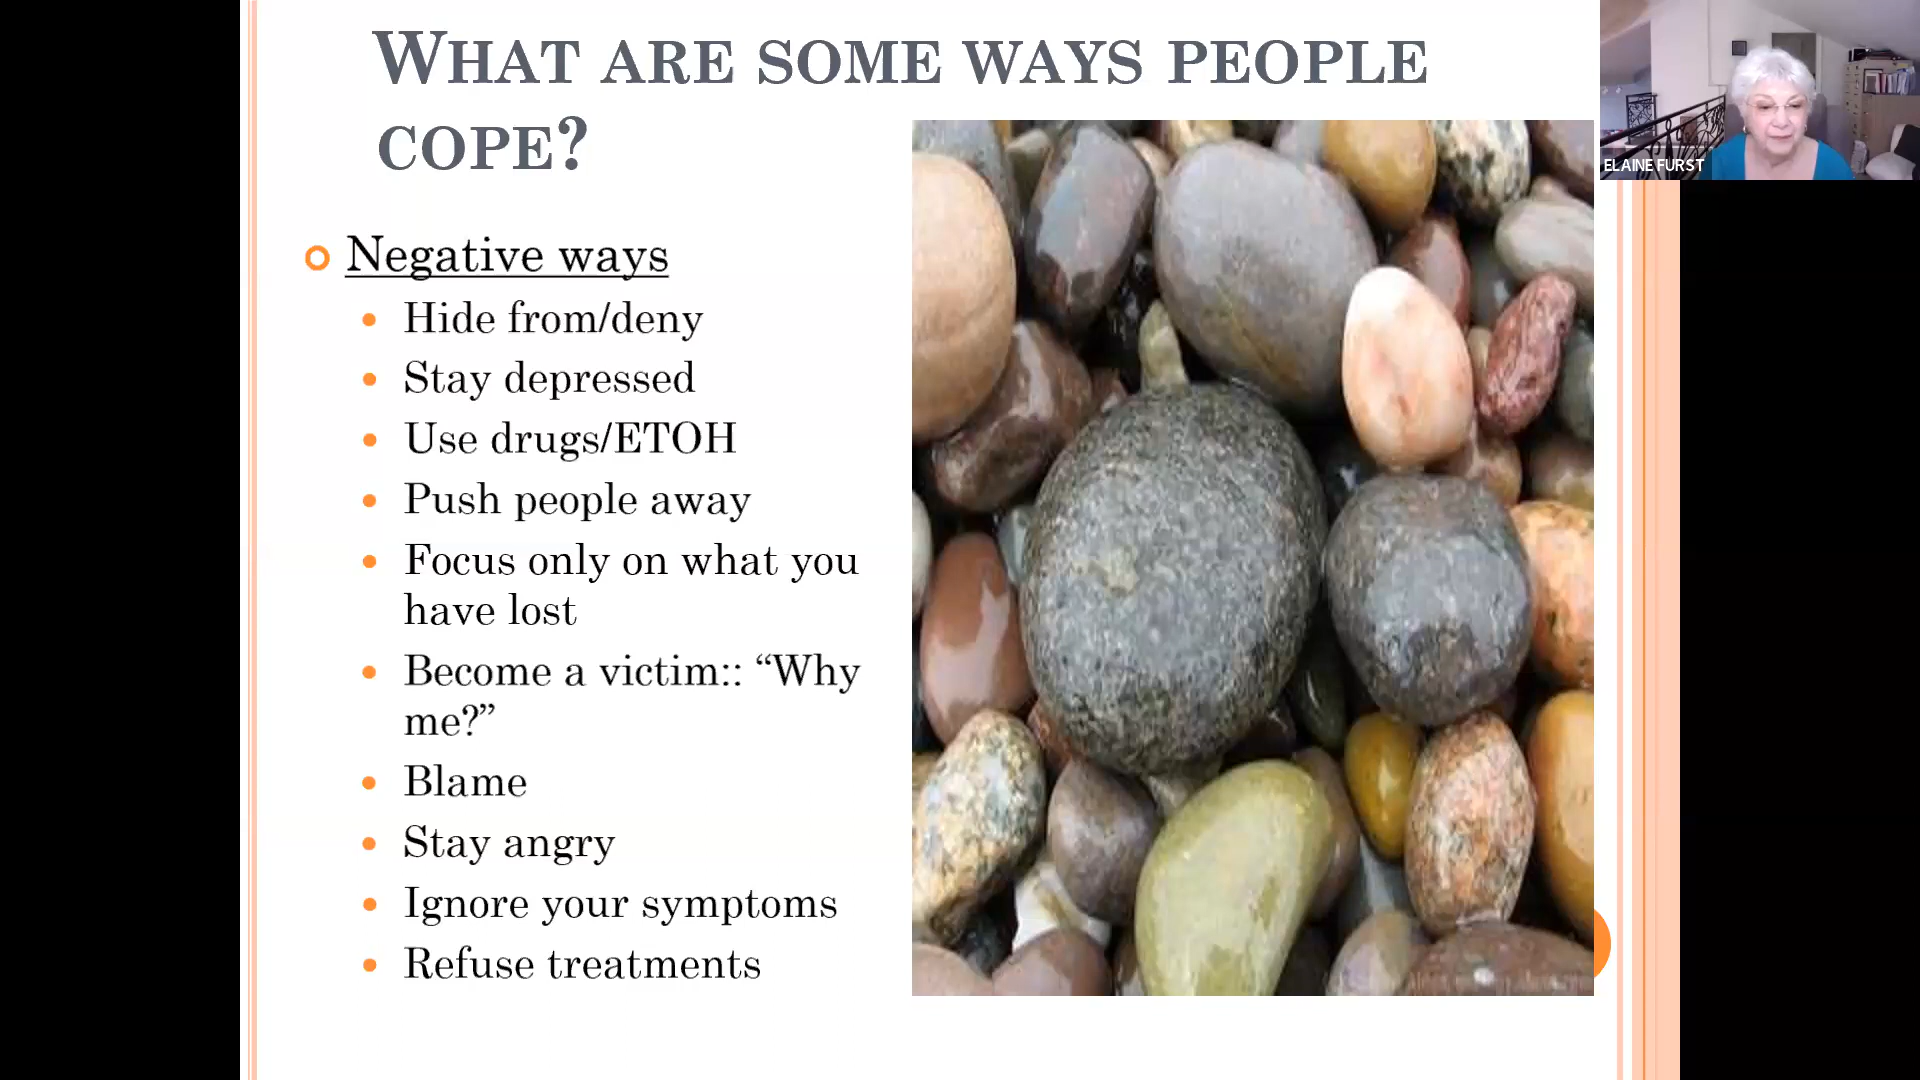 WHAT ARE SOME WAYS PEOPLE
COPE?
ELAINE FURST
Negative ways
Hide from/deny
Stay depressed
Use drugs/ETOH
Push people away
Focus only on what you
have lost
Become a victim:: “Why
me?”
Blame
Stay angry
Ignore your symptoms
Refuse treatments